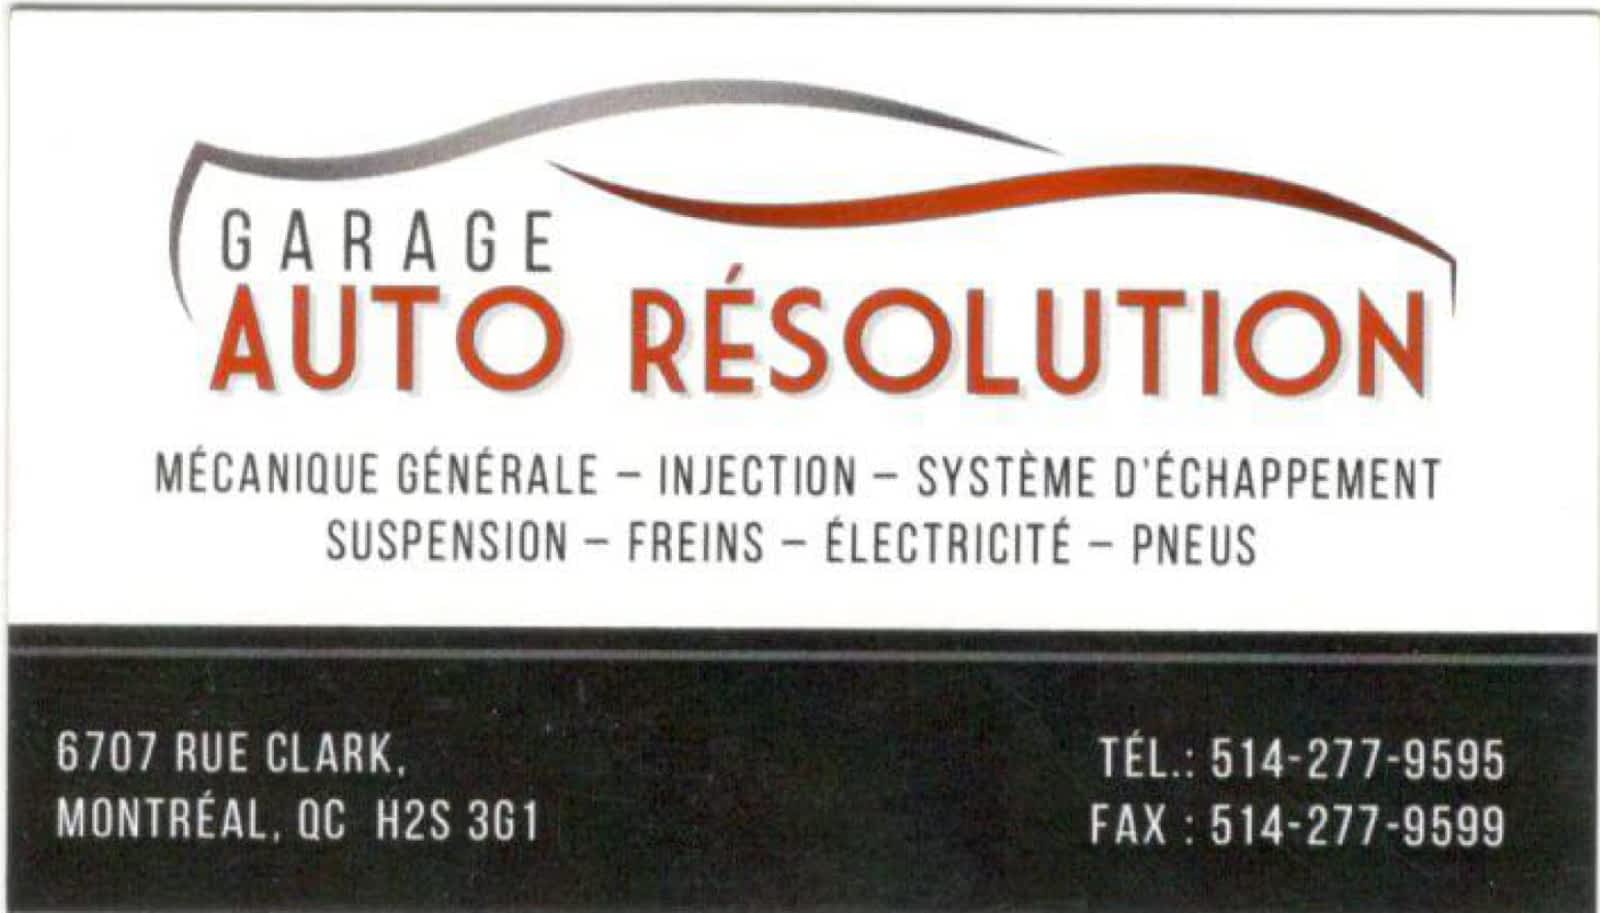 GARAGE
AUTO RÉSOLUTION
MÉCANIQUE GÉNÉRALE – INJECTION – SYSTÈME D'ÉCHAPPEMENT
SUSPENSION – FREINS – ÉLECTRICITÉ – PNEUS
6707 RUE CLARK,
MONTRÉAL, QC H2S 3G1
TÉL.: 514-277-9595
FAX : 514-277-9599